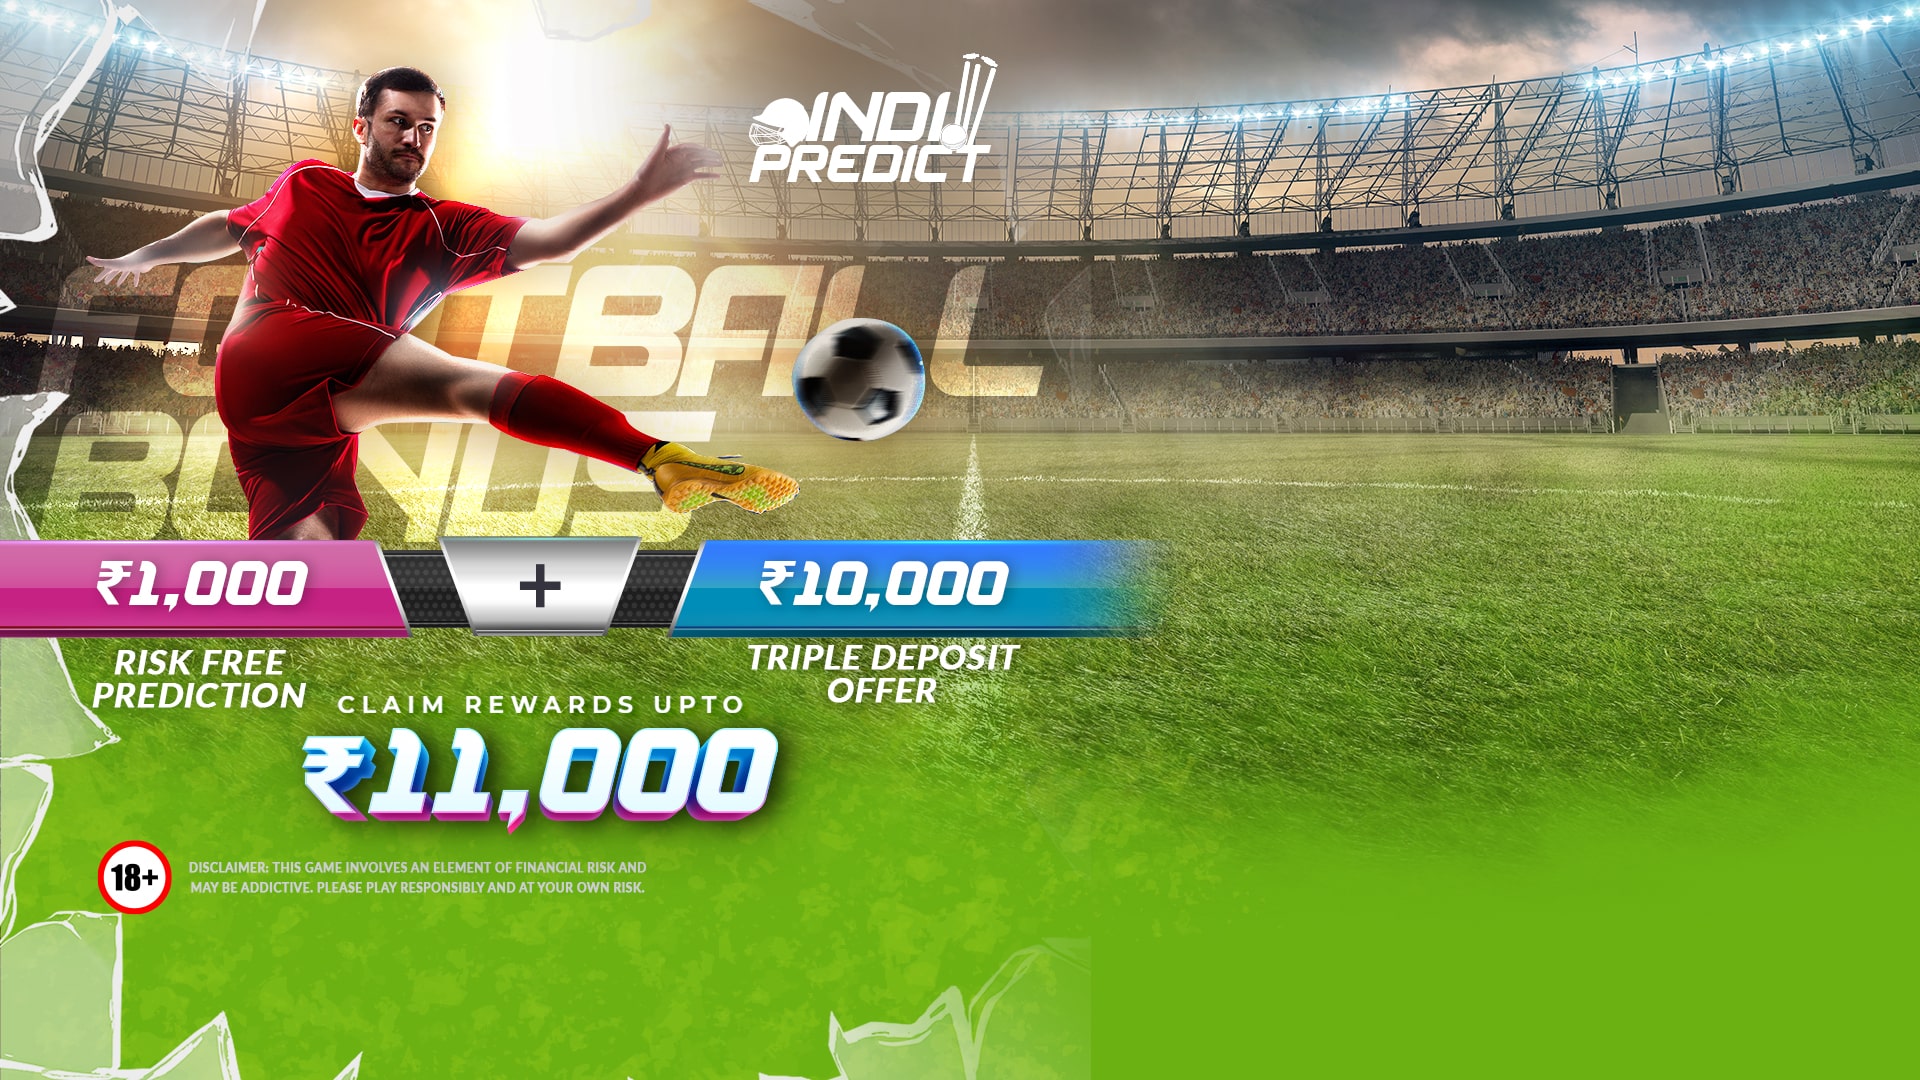 INDI
PREDICT
FOOTBALL
BONUS
₹1,000
+
₹10,000
RISK FREE
PREDICTION
TRIPLE DEPOSIT
OFFER
CLAIM REWARDS UPTO
₹11,000
18+
DISCLAIMER: THIS GAME INVOLVES AN ELEMENT OF FINANCIAL RISK AND
MAY BE ADDICTIVE. PLEASE PLAY RESPONSIBLY AND AT YOUR OWN RISK.